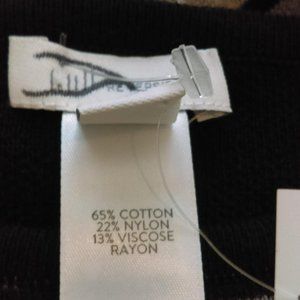 65% COTTON
22% NYLON
13% VISCOSE
RAYON